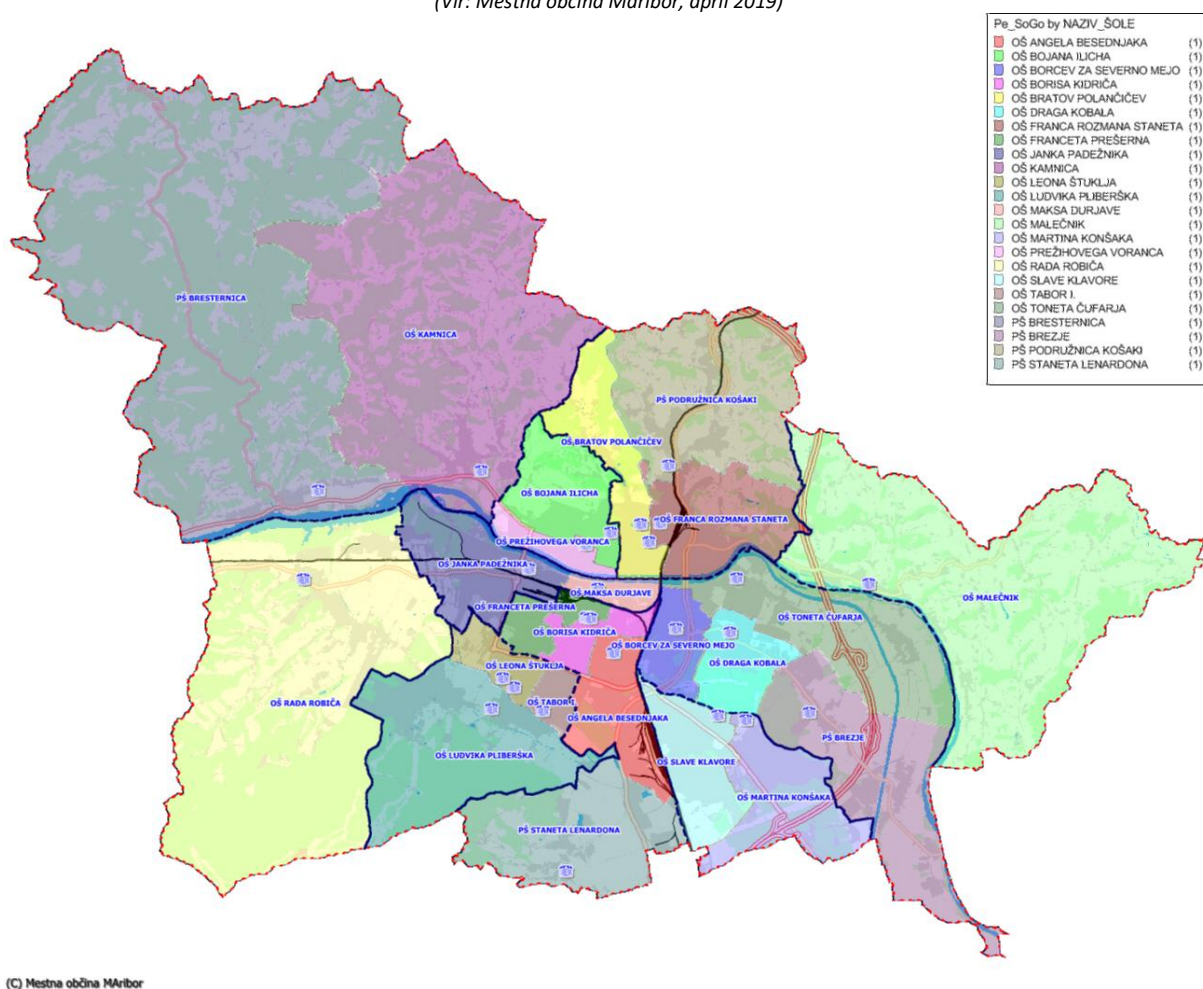 (Vir: Mestna občina Maribor, april 2019)
Pe_SoGo by NAZIV_ŠOLE
OŠ ANGELA BESEDNJAKA (1)
OŠ BOJANA ILICHA (1)
OŠ BORCEV ZA SEVERNO MEJO (1)
OŠ BORISA KIDRIČA (1)
OŠ BRATOV POLANČIČEV (1)
OŠ DRAGA KOBALA (1)
OŠ FRANCA ROZMANA STANETA (1)
OŠ FRANCETA PREŠERNA (1)
OŠ JANKA PADEŽNIKA (1)
OŠ KAMNICA (1)
OŠ LEONA ŠTUKLJA (1)
OŠ LUDVIKA PLIBERŠKA (1)
OŠ MAKSA DURJAVE (1)
OŠ MALEČNIK (1)
OŠ MARTINA KONŠAKA (1)
OŠ PREŽIHOVEGA VORANCA (1)
OŠ RADA ROBIČA (1)
OŠ SLAVE KLAVORE (1)
OŠ TABOR I. (1)
OŠ TONETA ČUFARJA (1)
PŠ BRESTERNICA (1)
PŠ BREZJE (1)
PŠ PODRUŽNICA KOŠAKI (1)
PŠ STANETA LENARDONA (1)
PŠ BRESTERNICA
OŠ KAMNICA
PŠ PODRUŽNICA KOŠAKI
OŠ BRATOV POLANČIČEV
OŠ BOJANA ILICHA
OŠ FRANCA ROZMANA STANETA
OŠ PREŽIHOVEGA VORANCA
OŠ JANKA PADEŽNIKA
OŠ MAKSA DURJAVE
OŠ MALEČNIK
OŠ FRANCETA PREŠERNA
OŠ TONETA ČUFARJA
OŠ BORISA KIDRIČA
OŠ BORCEV ZA SEVERNO MEJO
OŠ DRAGA KOBALA
OŠ LEONA ŠTUKLJA
OŠ RADA ROBIČA
OŠ TABOR I.
OŠ ANGELA BESEDNJAKA
PŠ BREZJE
OŠ LUDVIKA PLIBERŠKA
OŠ SLAVE KLAVORE
OŠ MARTINA KONŠAKA
PŠ STANETA LENARDONA
(C) Mestna občina MAribor